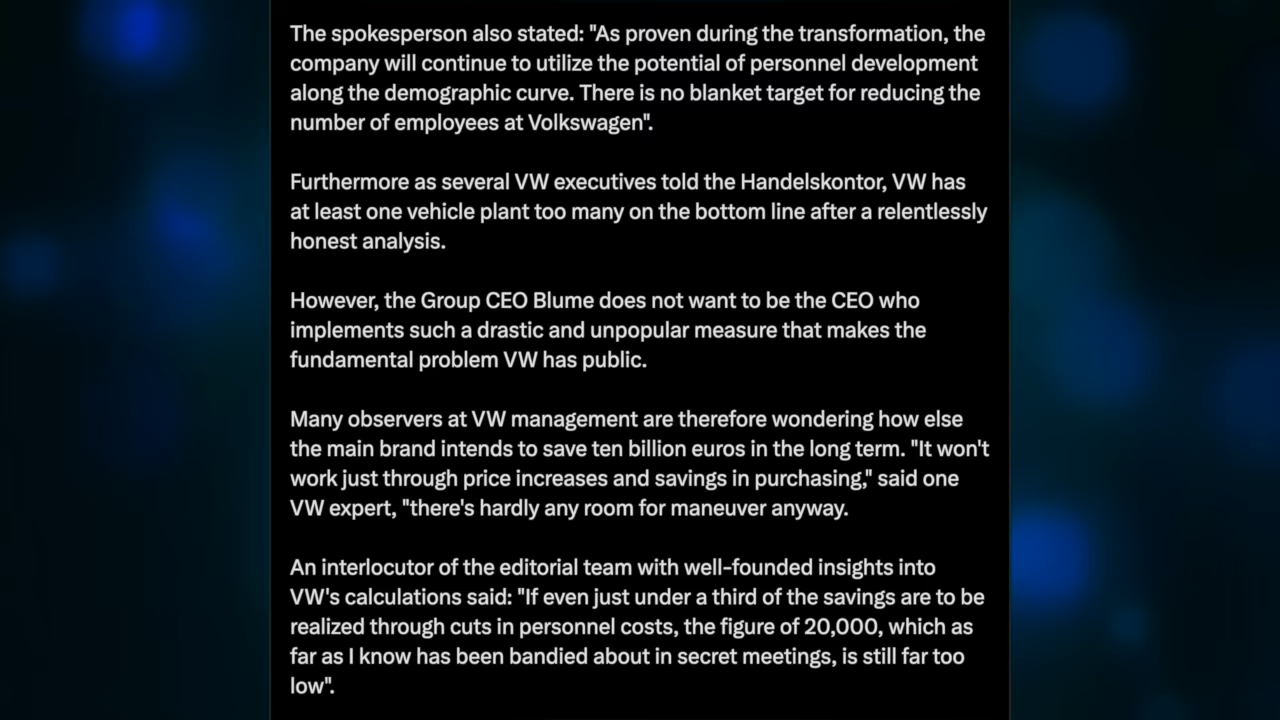 The spokesperson also stated: "As proven during the transformation, the
company will continue to utilize the potential of personnel development
along the demographic curve. There is no blanket target for reducing the
number of employees at Volkswagen".
Furthermore as several VW executives told the Handelskontor, VW has
at least one vehicle plant too many on the bottom line after a relentlessly
honest analysis.
However, the Group CEO Blume does not want to be the CEO who
implements such a drastic and unpopular measure that makes the
fundamental problem VW has public.
Many observers at VW management are therefore wondering how else
the main brand intends to save ten billion euros in the long term. "It won't
work just through price increases and savings in purchasing," said one
VW expert, "there's hardly any room for maneuver anyway.
An interlocutor of the editorial team with well-founded insights into
VW's calculations said: "If even just under a third of the savings are to be
realized through cuts in personnel costs, the figure of 20,000, which as
far as I know has been bandied about in secret meetings, is still far too
low".